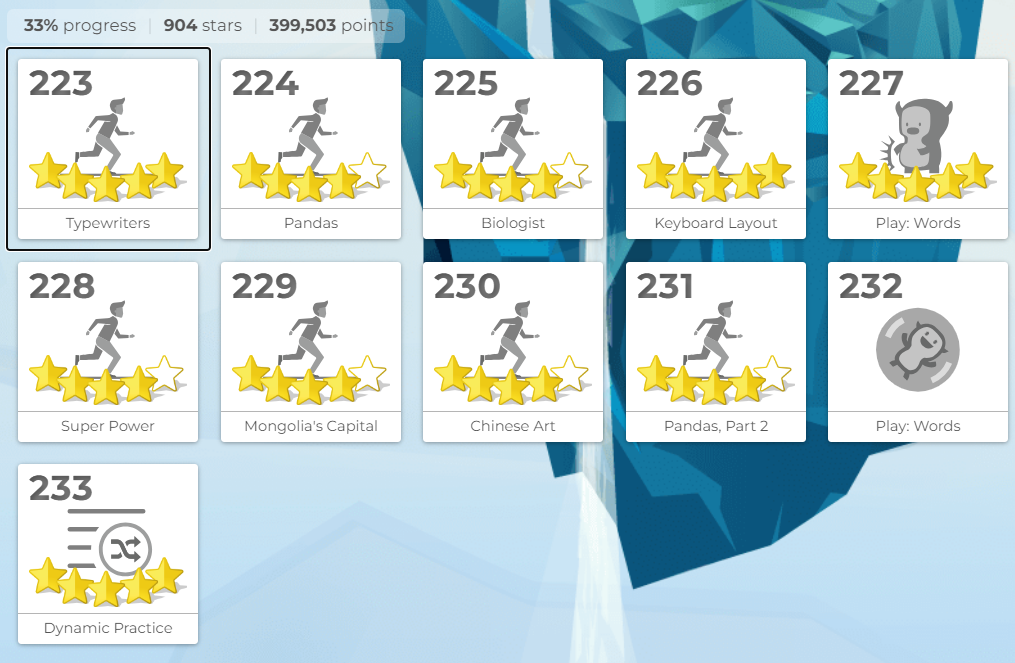 33% progress | 904 stars | 399,503 points
223 224 225 226 227
Typewriters Pandas Biologist Keyboard Layout Play: Words
228 229 230 231 232
Super Power Mongolia's Capital Chinese Art Pandas, Part 2 Play: Words
233
Dynamic Practice